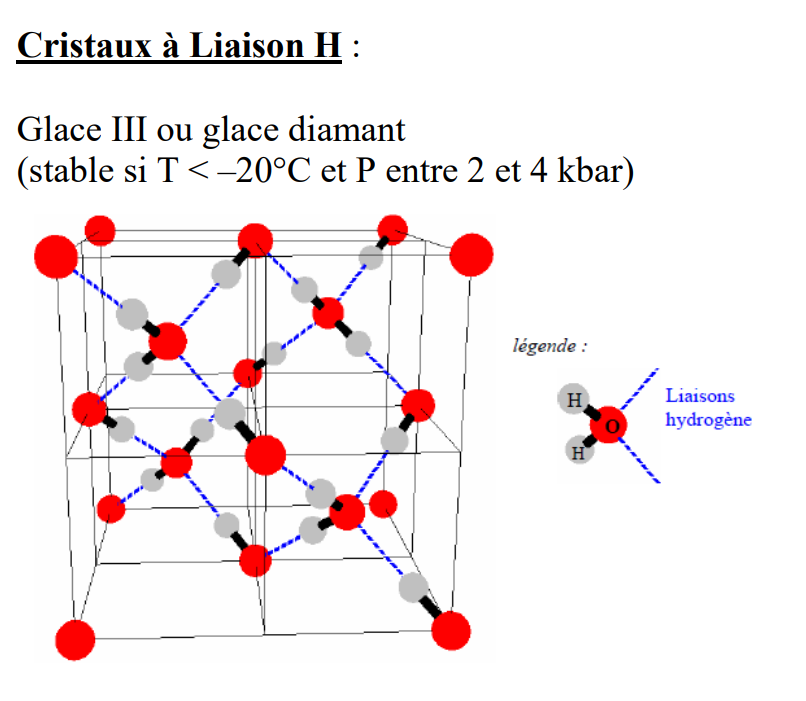 Cristaux à Liaison H :
Glace III ou glace diamant
(stable si T < –20°C et P entre 2 et 4 kbar)
légende :
H
O
H
Liaisons
hydrogène